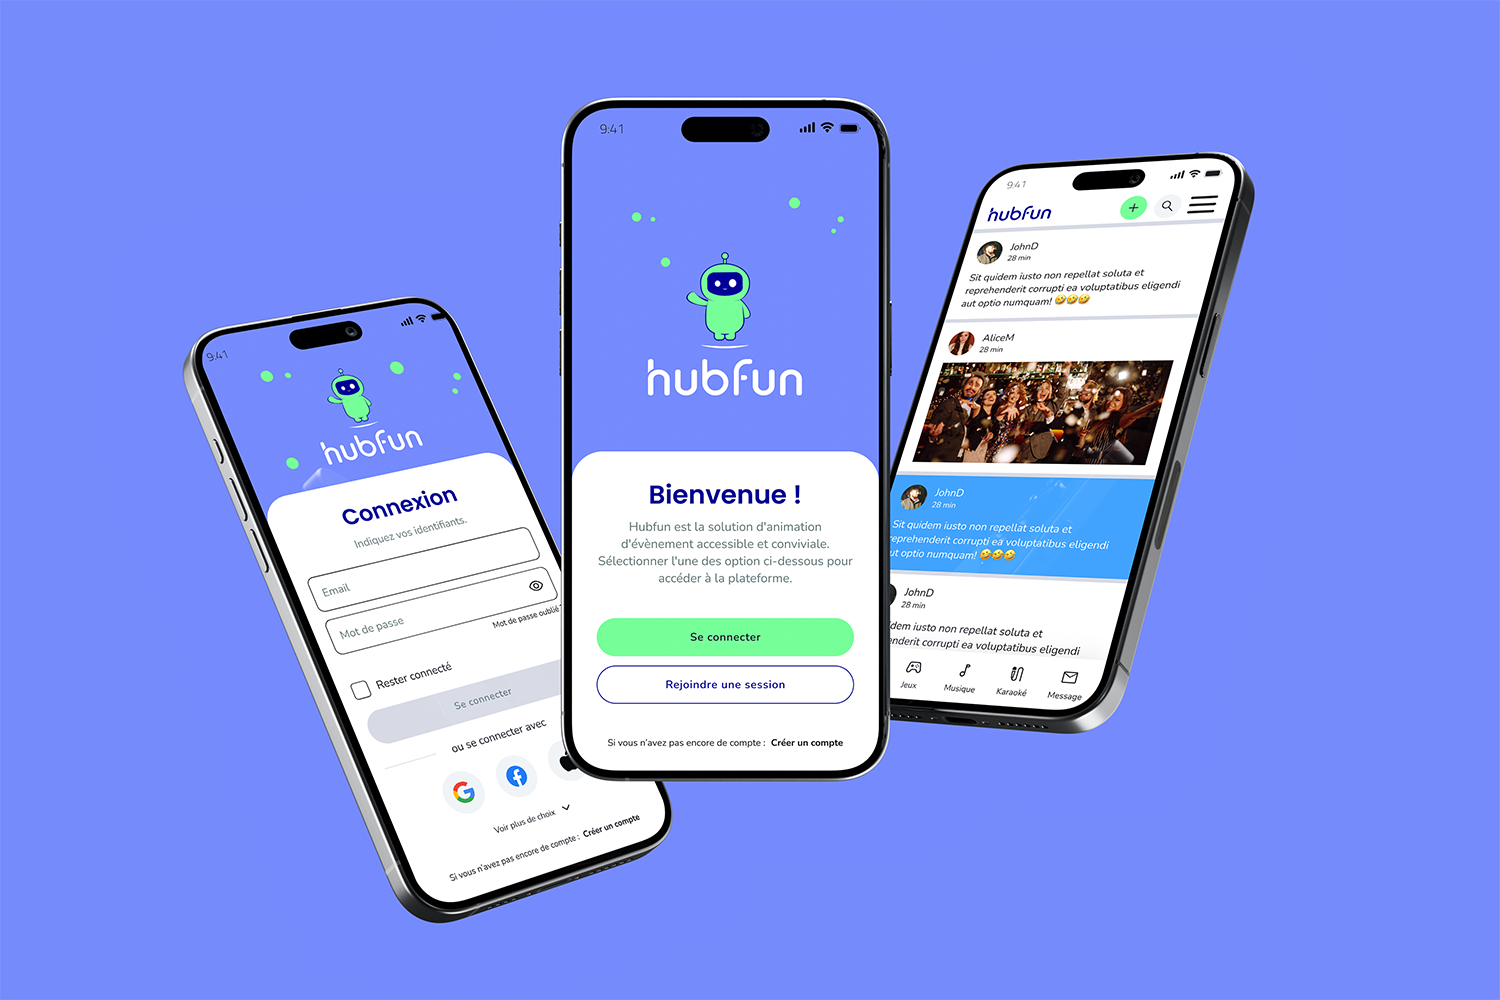 9:41
hubfun
Connexion
Indiquez vos identifiants.
Email
Mot de passe
Mot de passe oublié
Rester connecté
Se connecter
ou se connecter avec
Voir plus de choix
Si vous n'avez pas encore de compte : Créer un compte
9:41
hubfun
Bienvenue !
Hubfun est la solution d'animation
d'évènement accessible et conviviale.
Sélectionner l'une des option ci-dessous pour
accéder à la plateforme.
Se connecter
Rejoindre une session
Si vous n'avez pas encore de compte : Créer un compte
9:41
hubfun
JohnD
28 min
Sit quidem iusto non repellat soluta et
reprehenderit corrupti ea voluptatibus eligendi
aut optio numquam! 🤣🤣🤣
AliceM
28 min
JohnD
28 min
Sit quidem iusto non repellat soluta et
reprehenderit corrupti ea voluptatibus eligendi
aut optio numquam! 🤣🤣🤣
JohnD
28 min
idem iusto non repellat soluta et
enderit corrupti ea voluptatibus eligendi
Jeux
Musique
Karaoké
Message